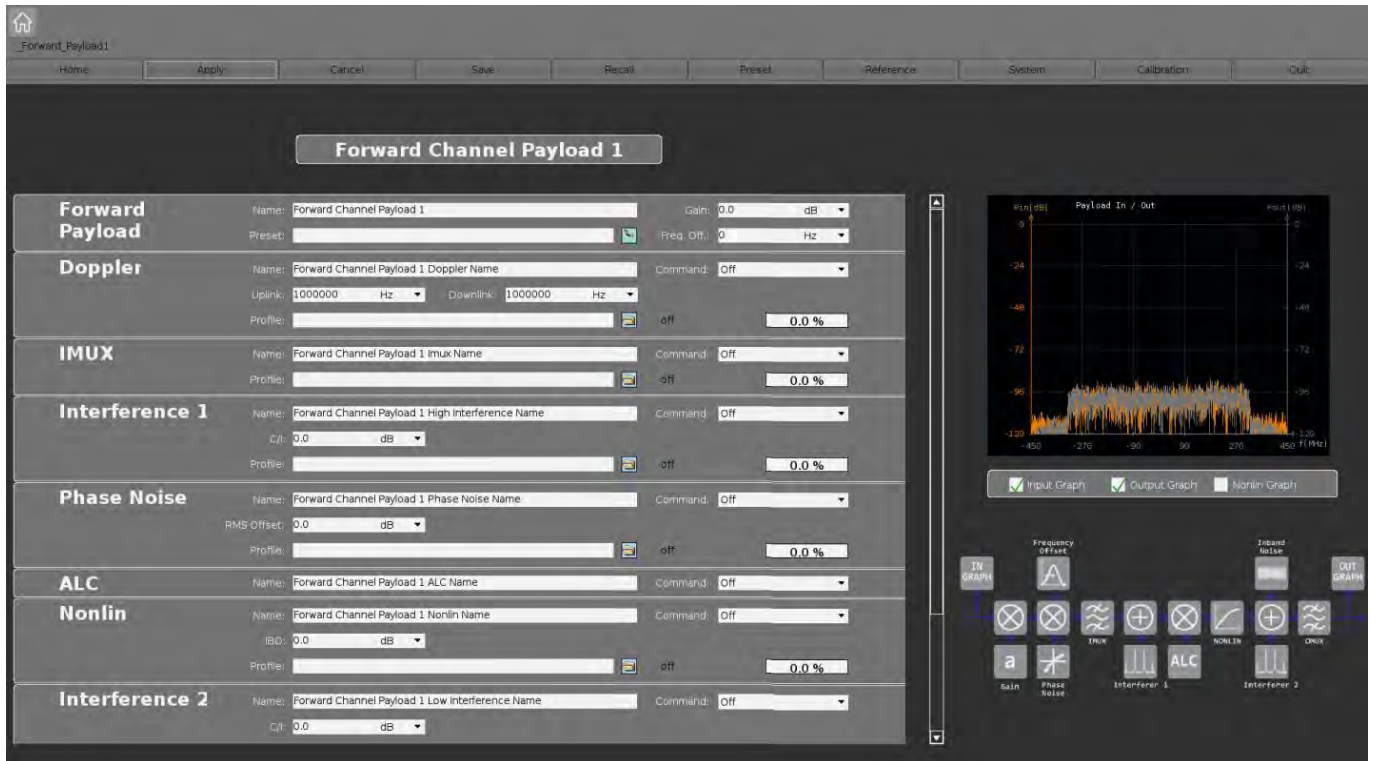 _Forward_Payload1
Home Apply Cancel Save Recall Preset Reference System Calibration Quit
Forward Channel Payload 1
Forward Payload
Name: Forward Channel Payload 1 Gain: 0.0 dB
Preset: Freq. Off.: 0 Hz
Doppler Name: Forward Channel Payload 1 Doppler Name Command: Off
Uplink: 1000000 Hz Downlink: 1000000 Hz
Profile: off 0.0 %
IMUX Name: Forward Channel Payload 1 Imux Name Command: Off
Profile: off 0.0 %
Interference 1 Name: Forward Channel Payload 1 High Interference Name Command: Off
C/I: 0.0 dB
Profile: off 0.0 %
Phase Noise Name: Forward Channel Payload 1 Phase Noise Name Command: Off
RMS Offset: 0.0 dB
Profile: off 0.0 %
ALC Name: Forward Channel Payload 1 ALC Name Command: Off
Nonlin Name: Forward Channel Payload 1 Nonlin Name Command: Off
IBO: 0.0 dB
Profile: off 0.0 %
Interference 2 Name: Forward Channel Payload 1 Low Interference Name Command: Off
C/I: 0.0 dB
Pin[dB] Payload In / Out Pout[dB]
-0 -0
-24 -24
-48 -48
-72 -72
-96 -96
-120 -120
-450 -270 -90 90 270 450 f[MHz]
Input Graph Output Graph Nonlin Graph
Frequency Offset Inband Noise
IN GRAPH OUT GRAPH
IMUX NONLIN OMUX
a ALC
Gain Phase Noise Interferer 1 Interferer 2